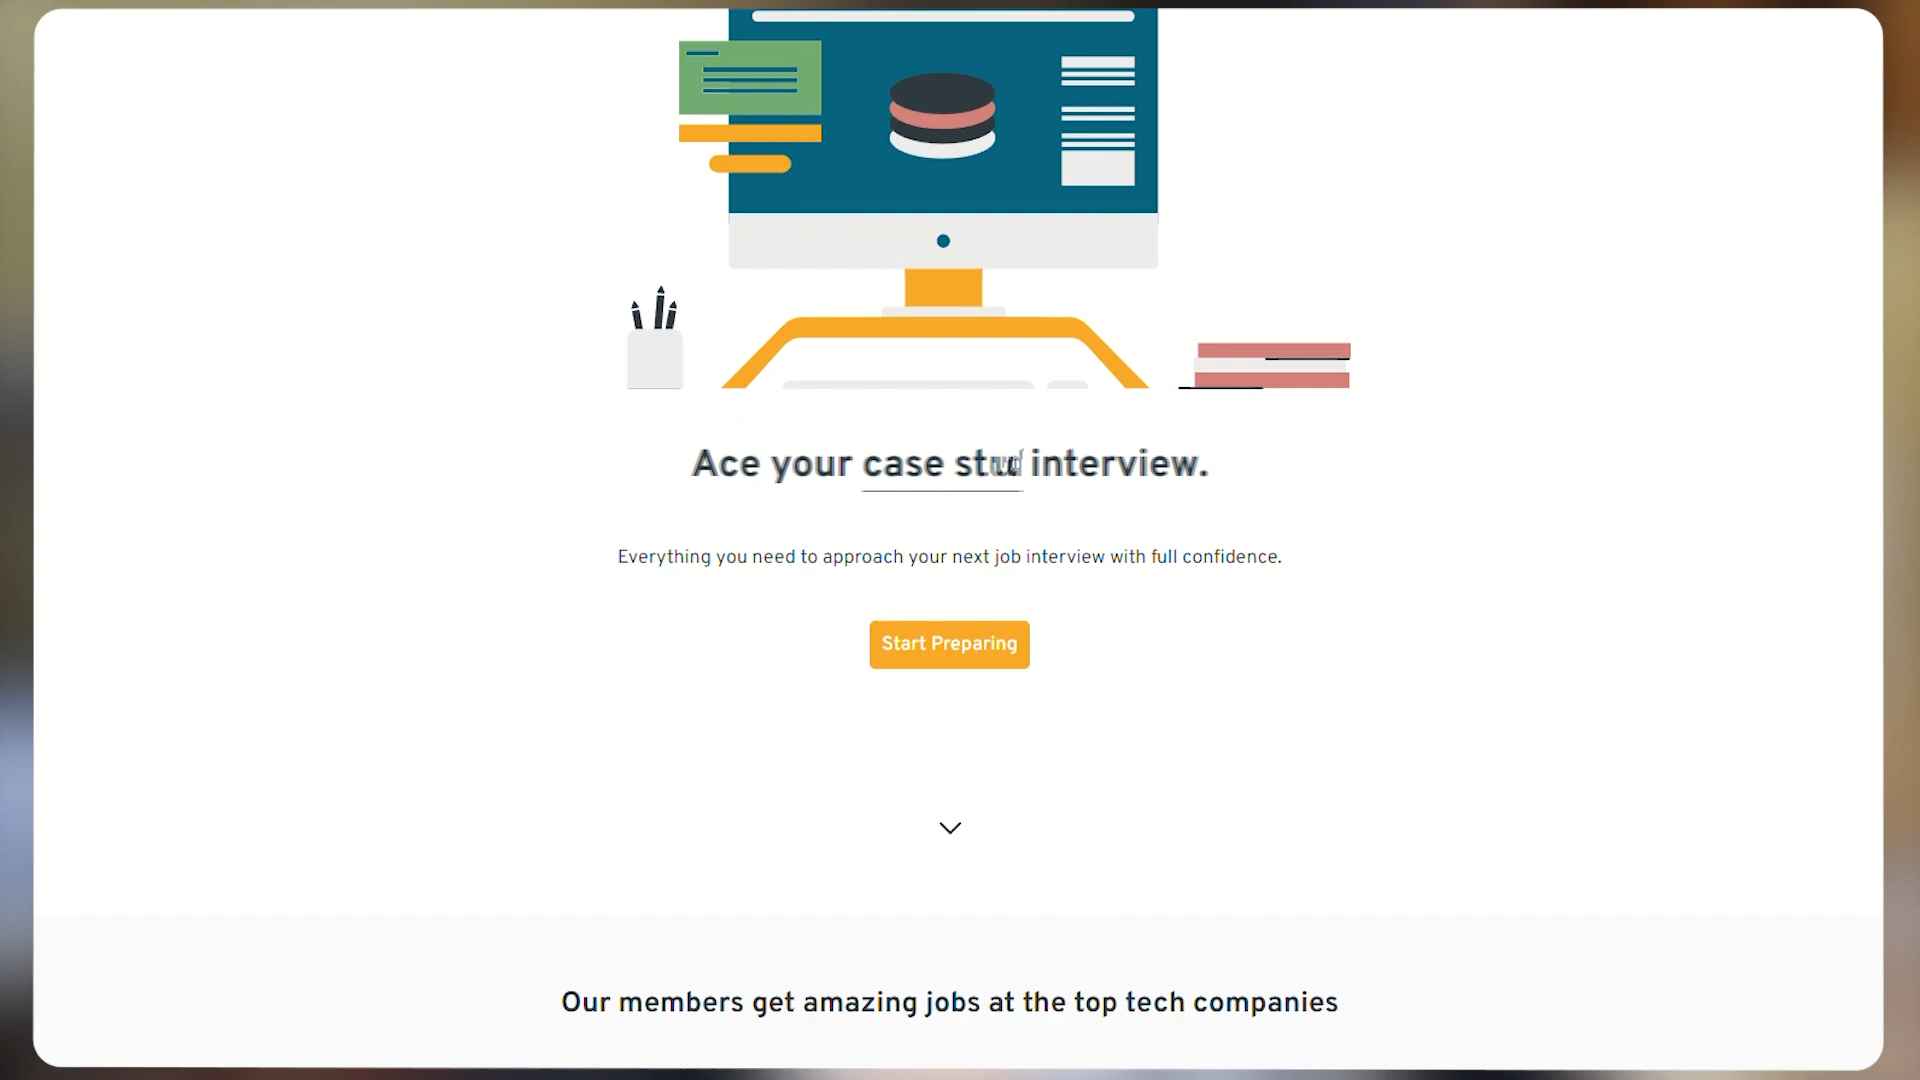 Ace your case interview.
Everything you need to approach your next job interview with full confidence.
Start Preparing
Our members get amazing jobs at the top tech companies